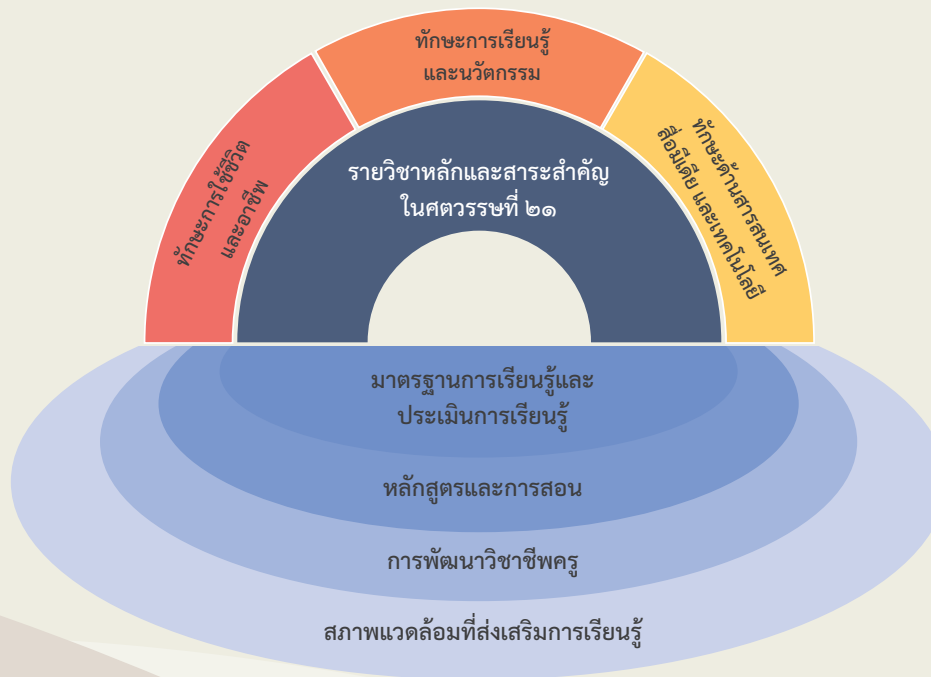 ทักษะการเรียนรู้
และนวัตกรรม
ทักษะการใช้ชีวิต
และอาชีพ
ทักษะด้านสารสนเทศ
สื่อมีเดีย และเทคโนโลยี
รายวิชาหลักและสาระสำคัญ
ในศตวรรษที่ ๒๑
มาตรฐานการเรียนรู้และ
ประเมินการเรียนรู้
หลักสูตรและการสอน
การพัฒนาวิชาชีพครู
สภาพแวดล้อมที่ส่งเสริมการเรียนรู้